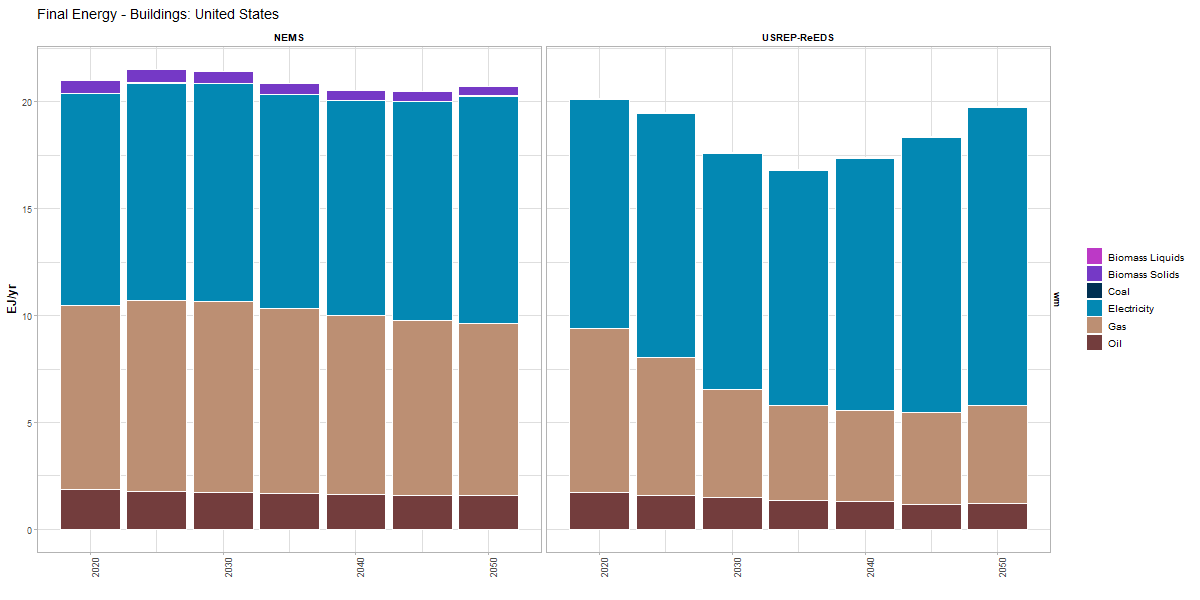 Final Energy - Buildings: United States
NEMS
USREP-ReEDS
EJ/yr
20
15
10
5
0
2020
2030
2040
2050
2020
2030
2040
2050
wm
Biomass Liquids
Biomass Solids
Coal
Electricity
Gas
Oil